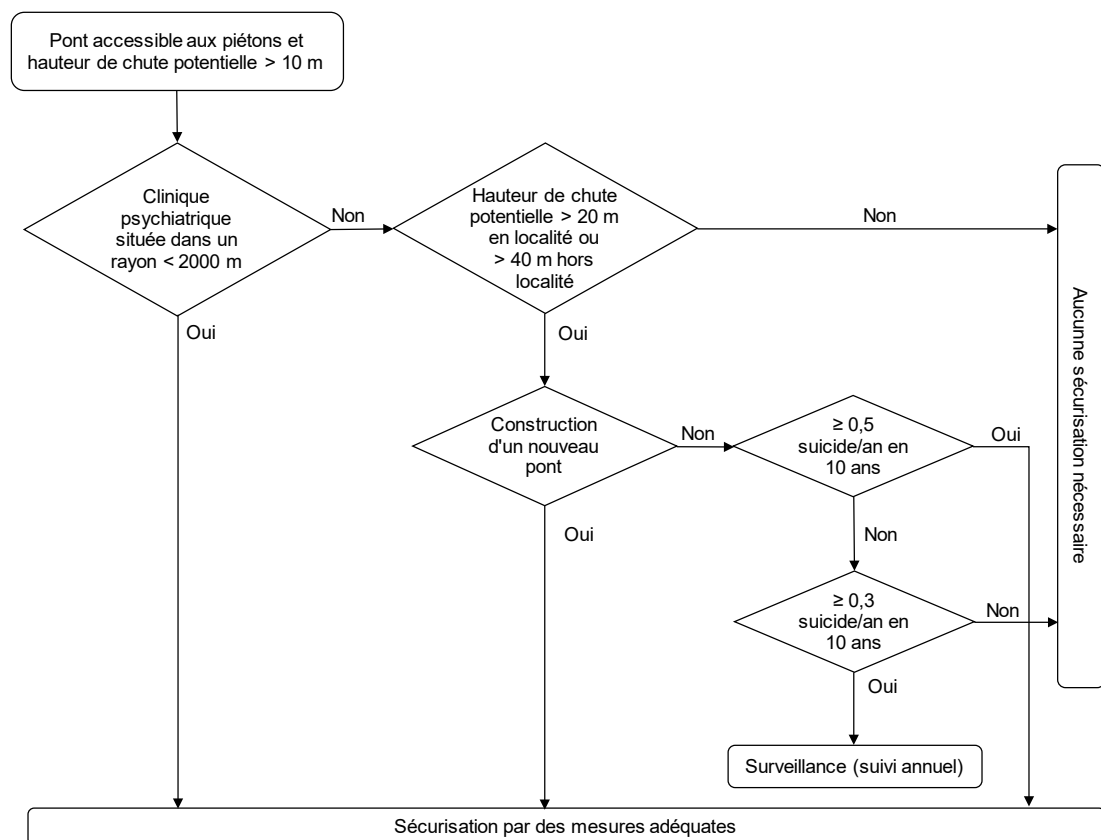 Pont accessible aux piétons et
hauteur de chute potentielle > 10 m
Clinique
psychiatrique
située dans un
rayon < 2000 m
Non
Hauteur de chute
potentielle > 20 m
en localité ou
> 40 m hors
localité
Non
Aucunne sécurisation nécessaire
Oui
Oui
Construction
d'un nouveau
pont
Non
≥ 0,5
suicide/an en
10 ans
Oui
Oui
Non
≥ 0,3
suicide/an en
10 ans
Non
Oui
Surveillance (suivi annuel)
Sécurisation par des mesures adéquates